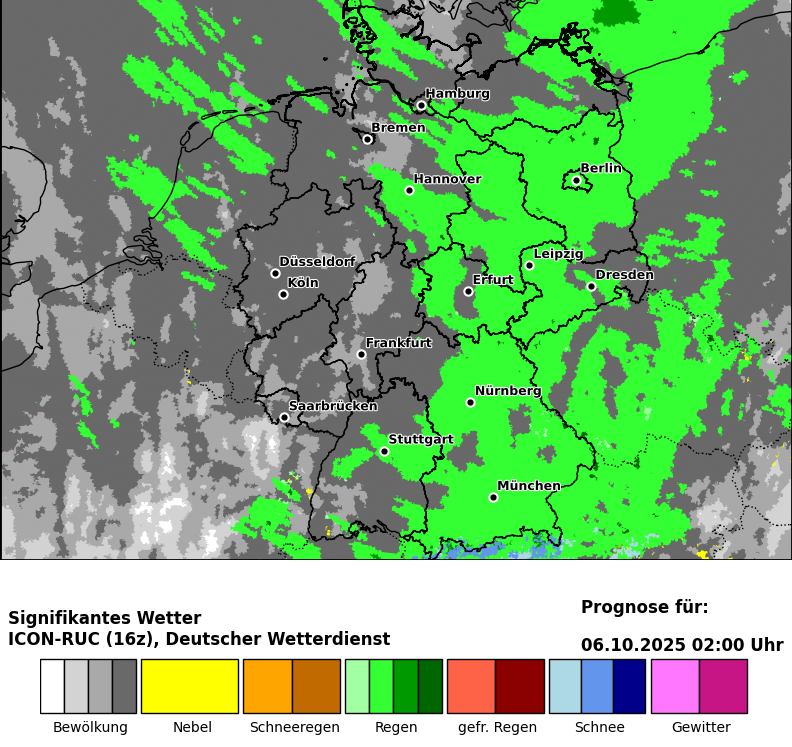 Hamburg
Bremen
Berlin
Hannover
Leipzig
Düsseldorf
Dresden
Köln
Erfurt
Frankfurt
Nürnberg
Saarbrücken
Stuttgart
München
Signifikantes Wetter
ICON-RUC (16z), Deutscher Wetterdienst
Prognose für:
06.10.2025 02:00 Uhr
Bewölkung
Nebel
Schneeregen
Regen
gefr. Regen
Schnee
Gewitter